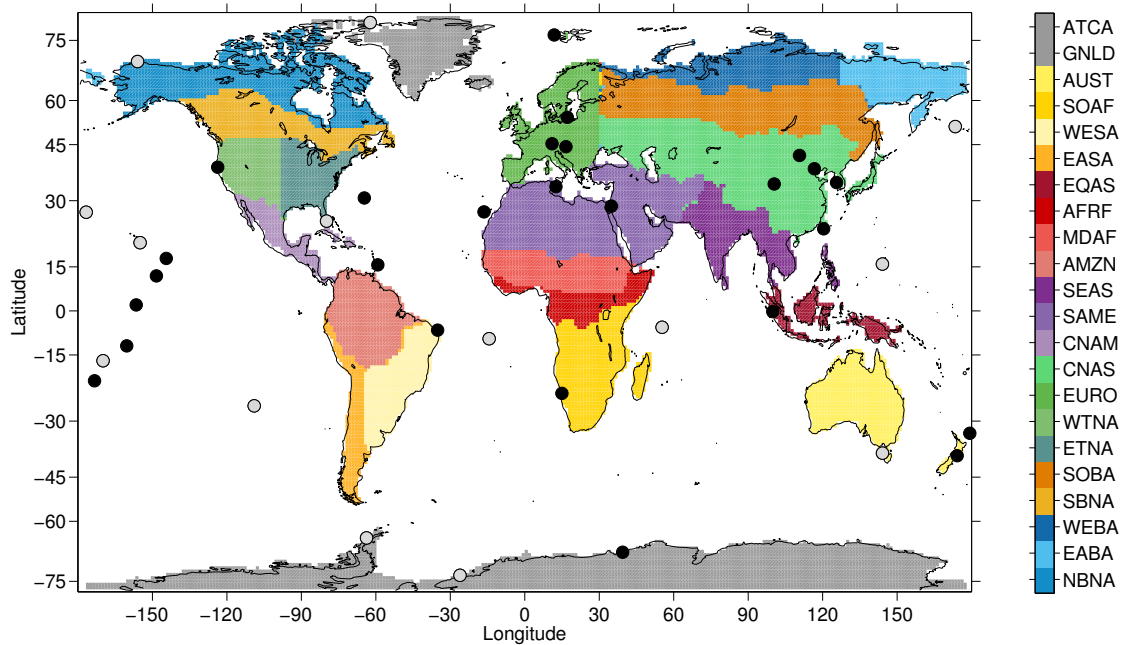 75
60
45
30
15
0
−15
−30
−45
−60
−75
Latitude
−150
−120
−90
−60
−30
0
30
60
90
120
150
Longitude
ATCA
GNLD
AUST
SOAF
WESA
EASA
EQAS
AFRF
MDAF
AMZN
SEAS
SAME
CNAM
CNAS
EURO
WTNA
ETNA
SOBA
SBNA
WEBA
EABA
NBNA